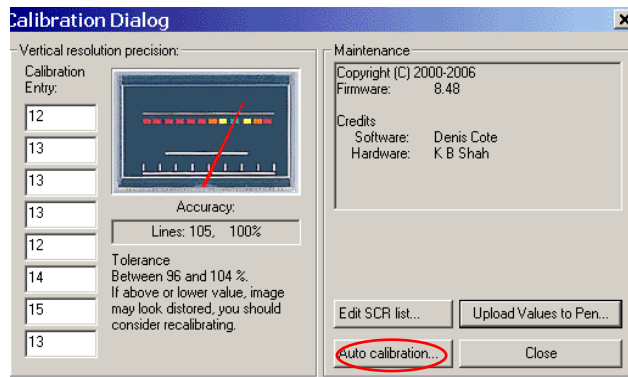 Calibration Dialog
Vertical resolution precision:
Calibration
Entry:
12
13
13
13
12
14
15
13
Accuracy:
Lines: 105, 100%
Tolerance
Between 96 and 104 %.
If above or lower value, image
may look distored, you should
consider recalibrating.
Maintenance
Copyright (C) 2000-2006
Firmware: 8.48
Credits
Software: Denis Cote
Hardware: K B Shah
Edit SCR list...
Upload Values to Pen...
Auto calibration...
Close